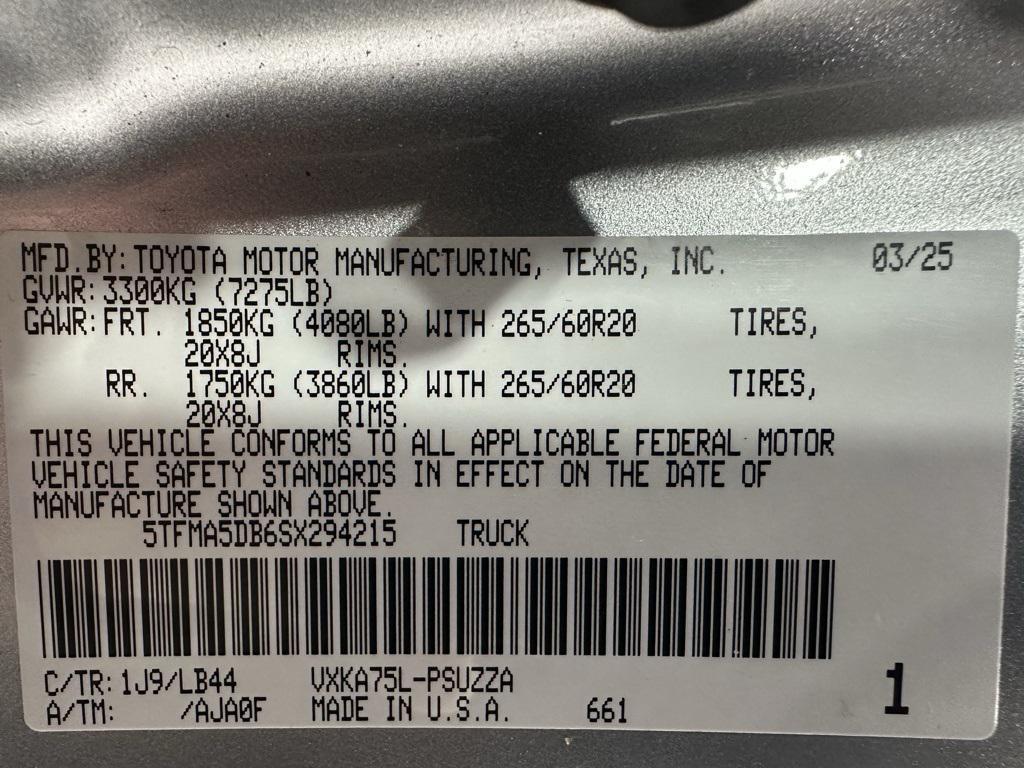 MFD.BY:TOYOTA MOTOR MANUFACTURING, TEXAS, INC. 03/25
GVWR:3300KG (7275LB)
GAWR:FRT. 1850KG (4080LB) WITH 265/60R20 TIRES,
20X8J RIMS.
RR. 1750KG (3860LB) WITH 265/60R20 TIRES,
20X8J RIMS.
THIS VEHICLE CONFORMS TO ALL APPLICABLE FEDERAL MOTOR
VEHICLE SAFETY STANDARDS IN EFFECT ON THE DATE OF
MANUFACTURE SHOWN ABOVE.
5TFMA5DB6SX294215 TRUCK
C/TR:1J9/LB44 VXKA75L-PSUZZA 1
A/TM: /AJA0F MADE IN U.S.A. 661